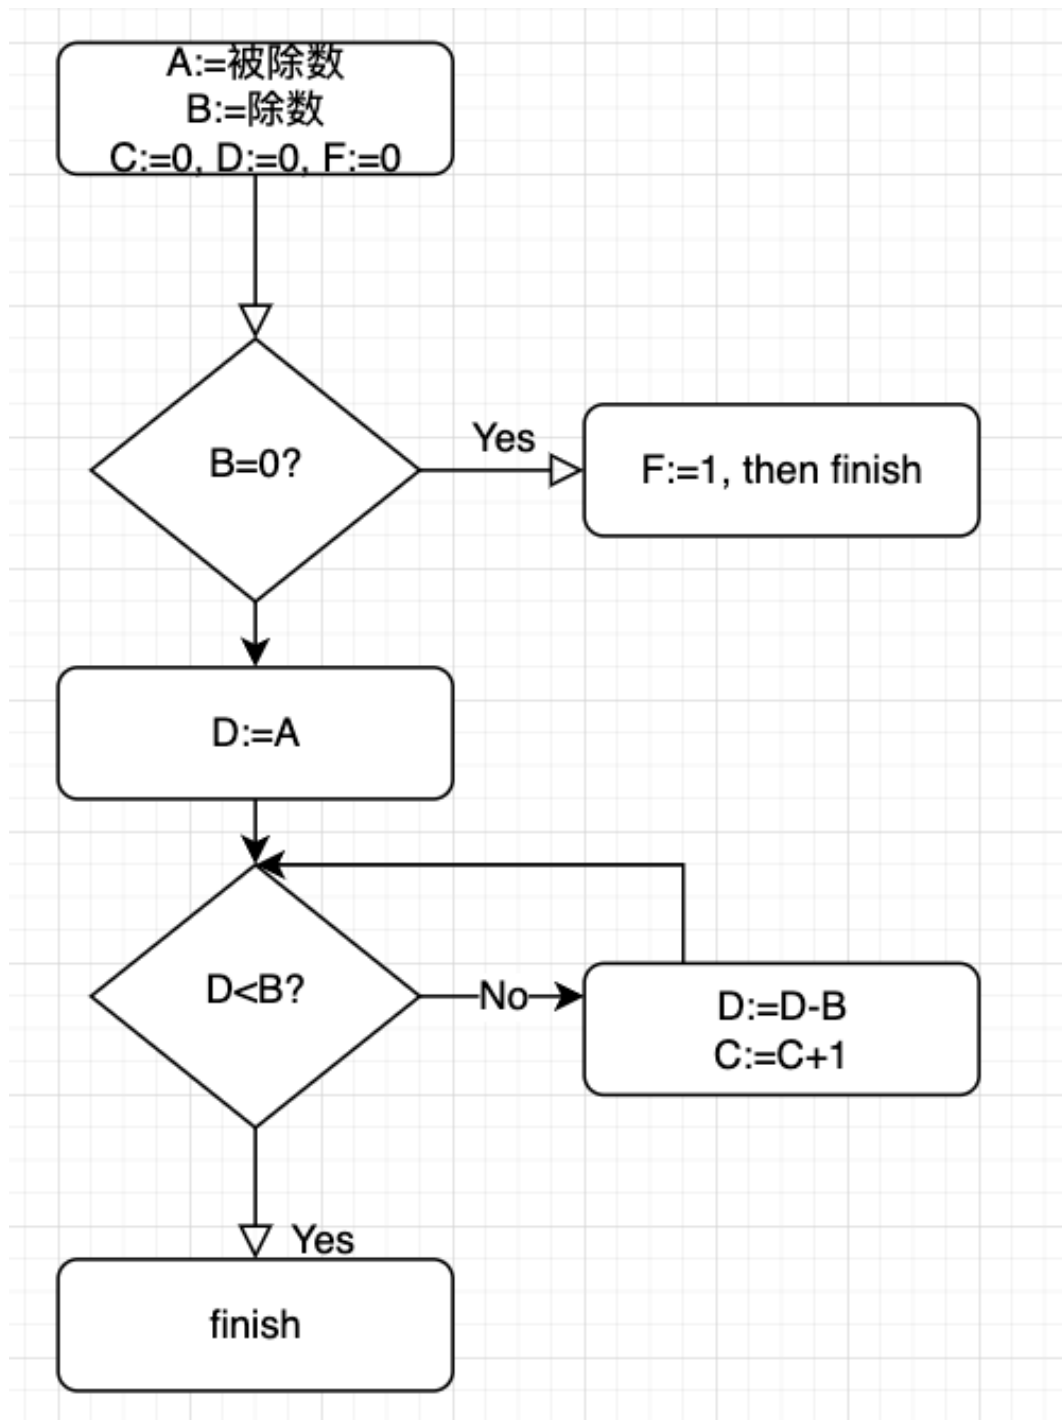 A:=被除数
B:=除数
C:=0, D:=0, F:=0
B=0?
Yes
F:=1, then finish
D:=A
D<B?
No
D:=D-B
C:=C+1
Yes
finish